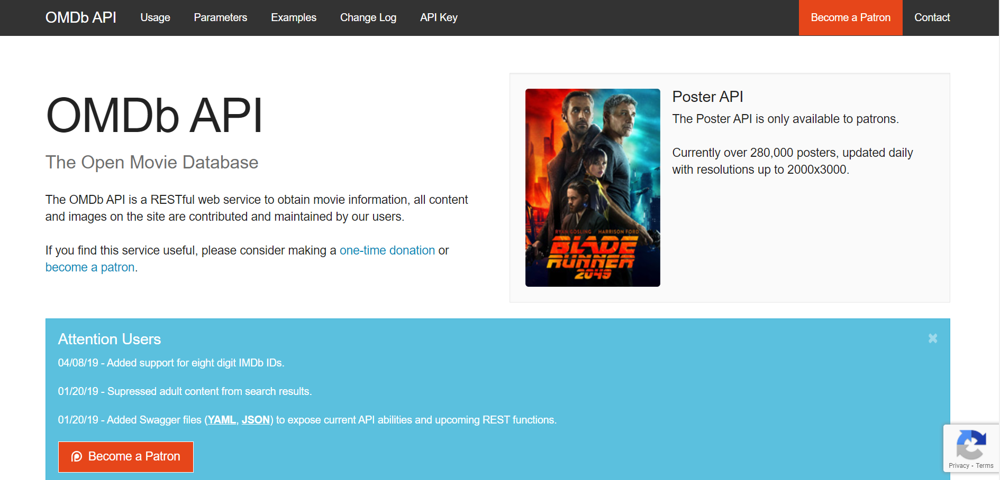 OMDb API
Usage
Parameters
Examples
Change Log
API Key
Become a Patron
Contact
OMDb API
The Open Movie Database
The OMDb API is a RESTful web service to obtain movie information, all content
and images on the site are contributed and maintained by our users.
If you find this service useful, please consider making a one-time donation or
become a patron.
RYAN GOSLING / HARRISON FORD
BLADE
RUNNER
2049
Poster API
The Poster API is only available to patrons.
Currently over 280,000 posters, updated daily
with resolutions up to 2000x3000.
Attention Users
04/08/19 - Added support for eight digit IMDb IDs.
01/20/19 - Supressed adult content from search results.
01/20/19 - Added Swagger files (YAML, JSON) to expose current API abilities and upcoming REST functions.
Become a Patron
Privacy - Terms